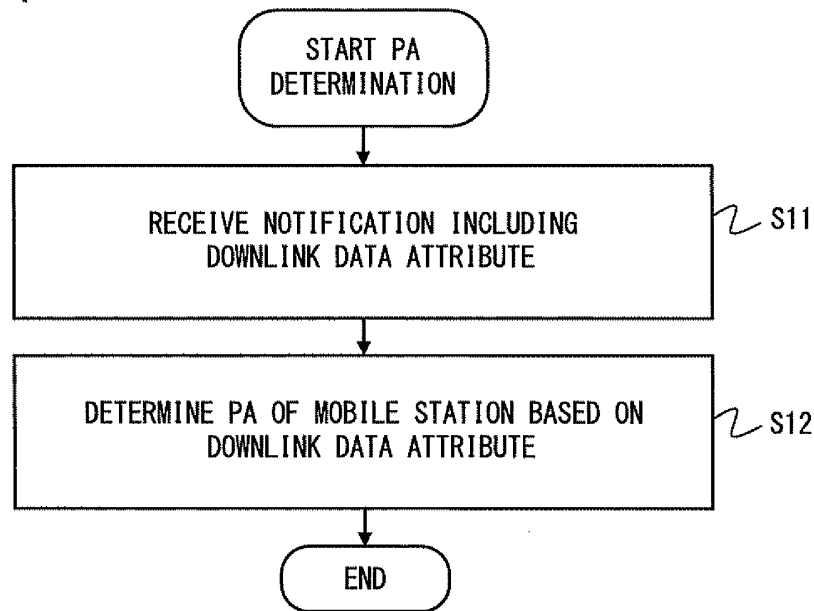 START PA
DETERMINATION
RECEIVE NOTIFICATION INCLUDING
DOWNLINK DATA ATTRIBUTE
S11
DETERMINE PA OF MOBILE STATION BASED ON
DOWNLINK DATA ATTRIBUTE
S12
END